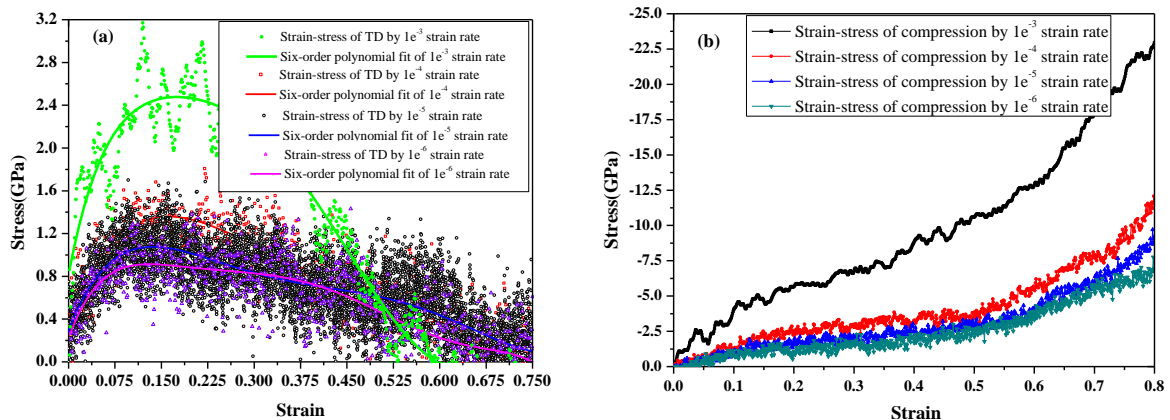 (a)
Strain-stress of TD by 1e⁻³ strain rate
Six-order polynomial fit of 1e⁻³ strain rate
Strain-stress of TD by 1e⁻⁴ strain rate
Six-order polynomial fit of 1e⁻⁴ strain rate
Strain-stress of TD by 1e⁻⁵ strain rate
Six-order polynomial fit of 1e⁻⁵ strain rate
Strain-stress of TD by 1e⁻⁶ strain rate
Six-order polynomial fit of 1e⁻⁶ strain rate
Stress(GPa)
3.2
2.8
2.4
2.0
1.6
1.2
0.8
0.4
0.0
0.000 0.075 0.150 0.225 0.300 0.375 0.450 0.525 0.600 0.675 0.750
Strain
(b)
Strain-stress of compression by 1e⁻³ strain rate
Strain-stress of compression by 1e⁻⁴ strain rate
Strain-stress of compression by 1e⁻⁵ strain rate
Strain-stress of compression by 1e⁻⁶ strain rate
Stress(GPa)
-25.0
-22.5
-20.0
-17.5
-15.0
-12.5
-10.0
-7.5
-5.0
-2.5
0.0
0.0 0.1 0.2 0.3 0.4 0.5 0.6 0.7 0.8
Strain